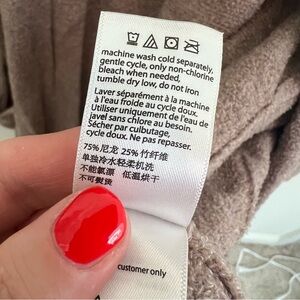 machine wash cold separately,
gentle cycle, only non-chlorine
bleach when needed,
tumble dry low, do not iron
Laver séparément à la machine
à l'eau froide au cycle doux.
Utiliser uniquement de l'eau de
javel sans chlore au besoin.
Sécher par culbutage,
cycle doux. Ne pas repasser.
75%尼龙 25%竹纤维
单独冷水轻柔机洗
不能氯漂 低温烘干
不可熨烫
customer only